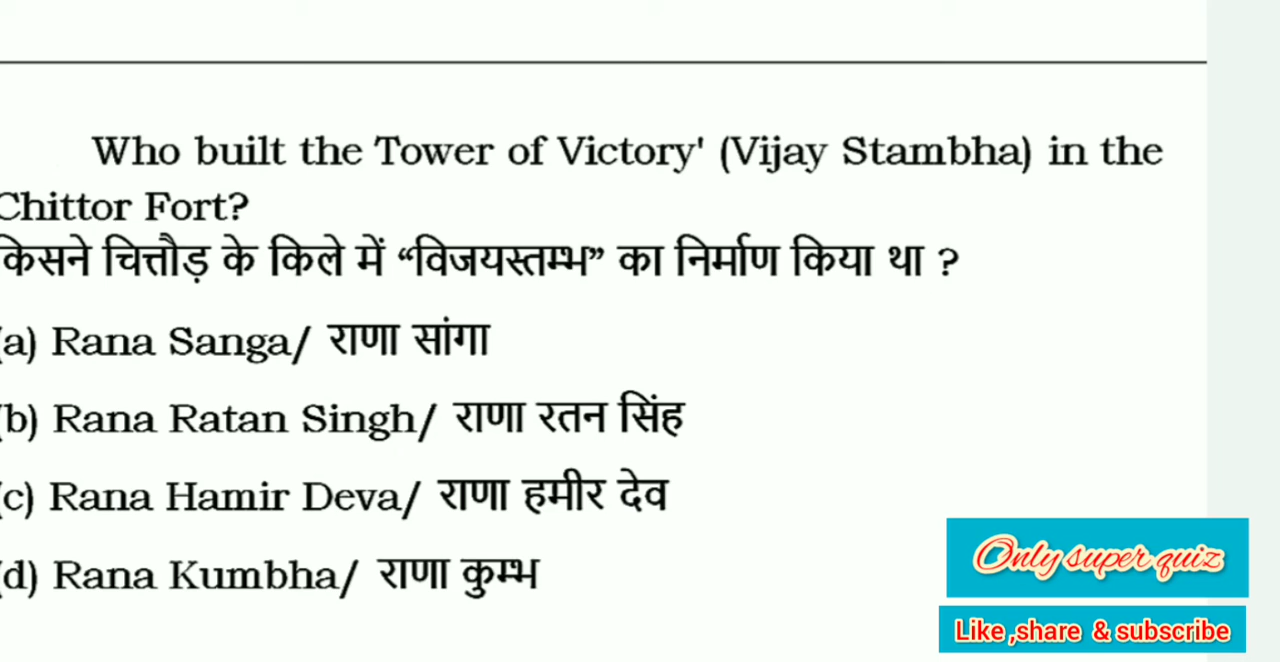 Who built the Tower of Victory' (Vijay Stambha) in the
Chittor Fort?
किसने चित्तौड़ के किले में “विजयस्तम्भ” का निर्माण किया था ?
(a) Rana Sanga/ राणा सांगा
(b) Rana Ratan Singh/ राणा रतन सिंह
(c) Rana Hamir Deva/ राणा हमीर देव
(d) Rana Kumbha/ राणा कुम्भ
Only super quiz
Like ,share & subscribe